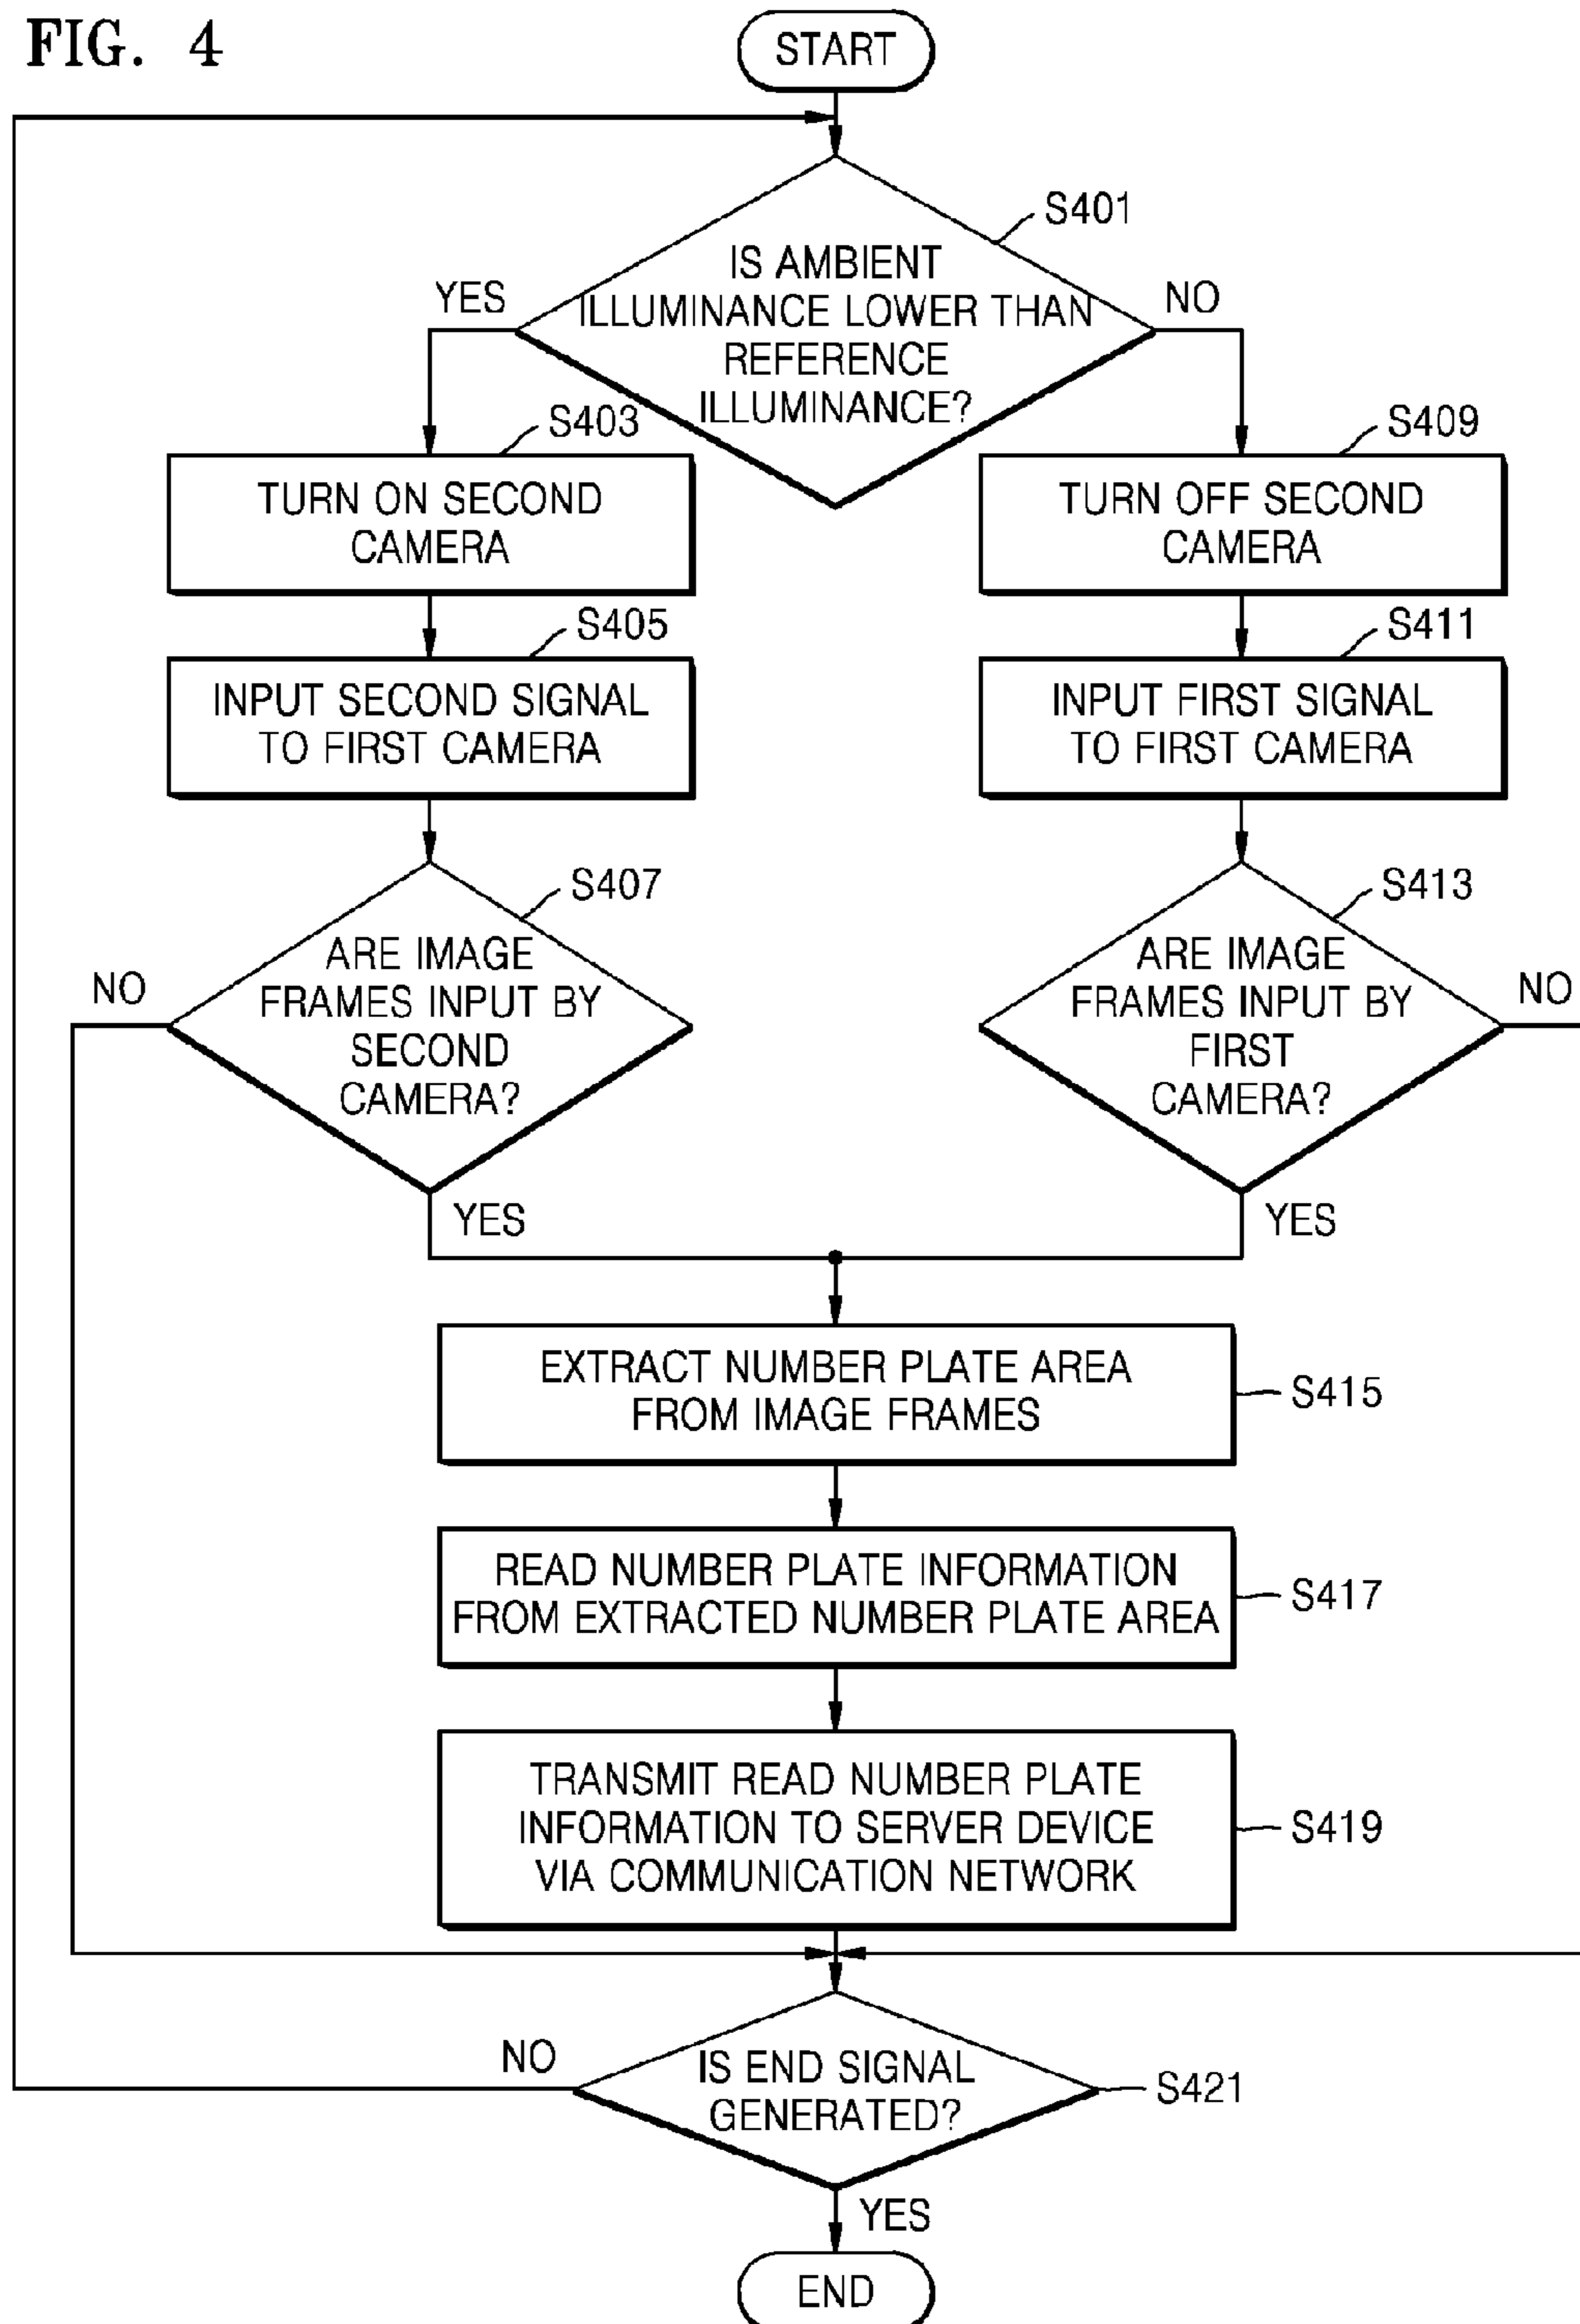 FIG. 4
START
S401
IS AMBIENT
ILLUMINANCE LOWER THAN
REFERENCE
ILLUMINANCE?
YES
NO
S403
TURN ON SECOND
CAMERA
S409
TURN OFF SECOND
CAMERA
S405
INPUT SECOND SIGNAL
TO FIRST CAMERA
S411
INPUT FIRST SIGNAL
TO FIRST CAMERA
S407
ARE IMAGE
FRAMES INPUT BY
SECOND
CAMERA?
NO
YES
S413
ARE IMAGE
FRAMES INPUT BY
FIRST
CAMERA?
NO
YES
EXTRACT NUMBER PLATE AREA
FROM IMAGE FRAMES
S415
READ NUMBER PLATE INFORMATION
FROM EXTRACTED NUMBER PLATE AREA
S417
TRANSMIT READ NUMBER PLATE
INFORMATION TO SERVER DEVICE
VIA COMMUNICATION NETWORK
S419
NO
IS END SIGNAL
GENERATED?
S421
YES
END